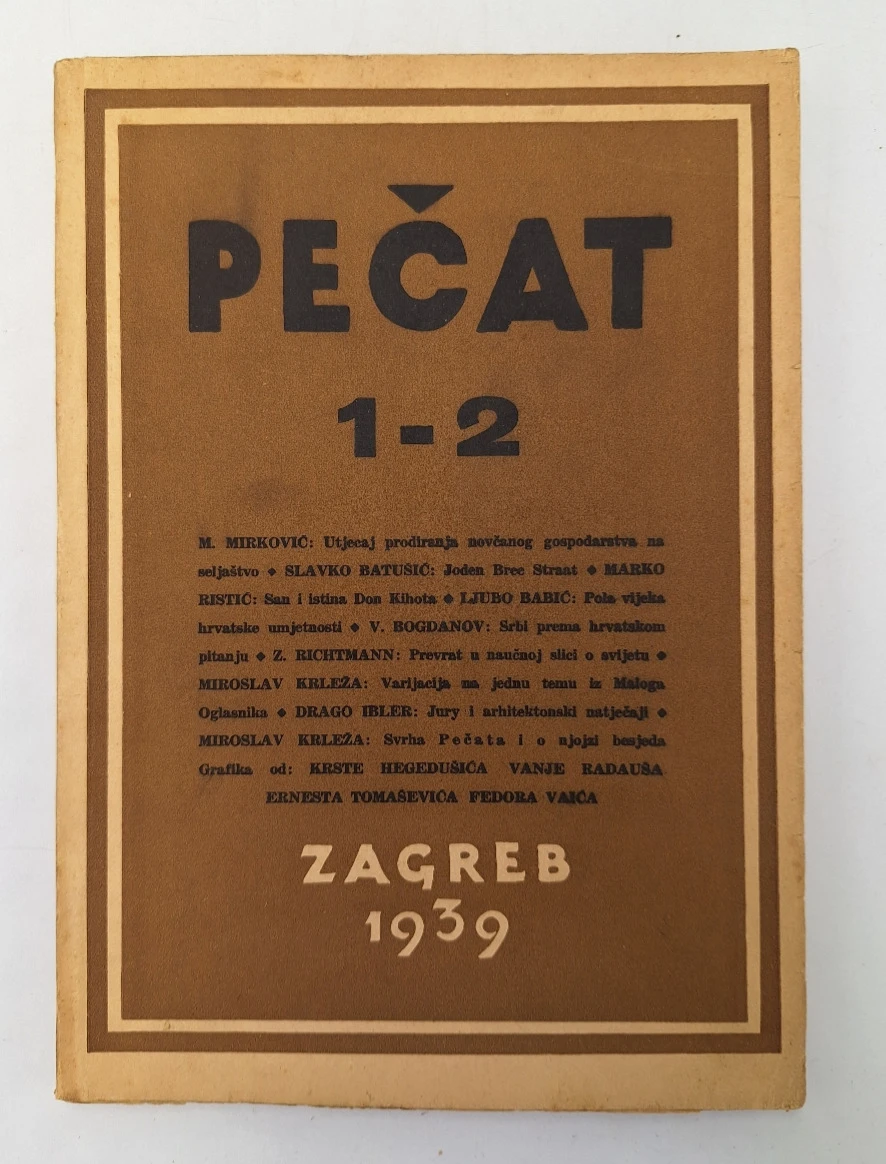 PEČAT
1-2
M. MIRKOVIĆ: Utjecaj prodiranja novčanog gospodarstva na
seljaštvo ◆ SLAVKO BATUŠIĆ: Joden Bree Straat ◆ MARKO
RISTIĆ: San i istina Don Kihota ◆ LJUBO BABIĆ: Pola vijeka
hrvatske umjetnosti ◆ V. BOGDANOV: Srbi prema hrvatskom
pitanju ◆ Z. RICHTMANN: Prevrat u naučnoj slici o svijetu ◆
MIROSLAV KRLEŽA: Varijacija na jednu temu iz Maloga
Oglasnika ◆ DRAGO IBLER: Jury i arhitektonski natječaji ◆
MIROSLAV KRLEŽA: Svrha Pečata i o njojzi besjeda
Grafika od: KRSTE HEGEDUŠIĆA VANJE RADAUŠA
ERNESTA TOMAŠEVIĆA FEDORA VAIĆA
ZAGREB
1939